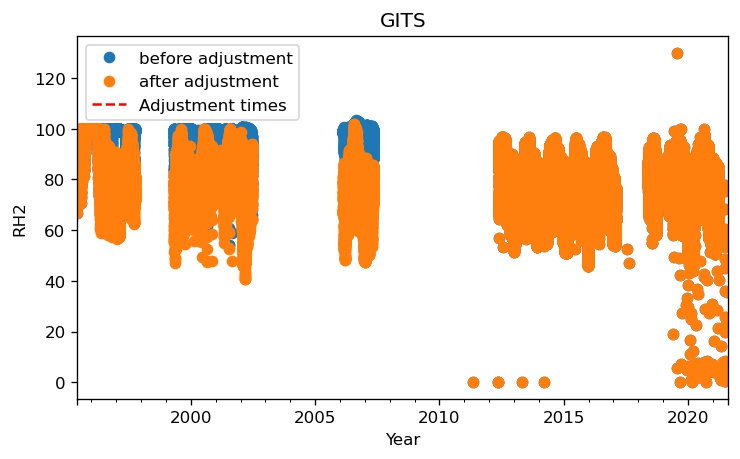 GITS
before adjustment
after adjustment
Adjustment times
RH2
120
100
80
60
40
20
0
2000 2005 2010 2015 2020
Year